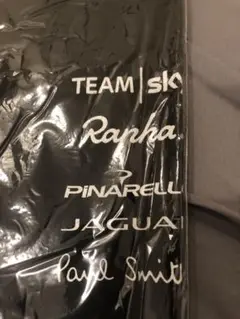 TEAM | SK
Rapha.
PINARELL
JAGUA
Paul Smit